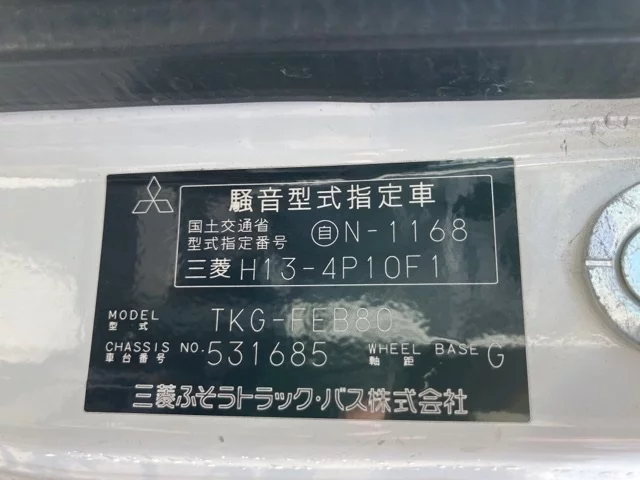 騒音型式指定車
国土交通省
型式指定番号 自N-1168
三菱 H13-4P10F1
MODEL
型式 TKG-FEB80
CHASSIS NO. 531685 WHEEL BASE G
車台番号 軸距
三菱ふそうトラック・バス株式会社